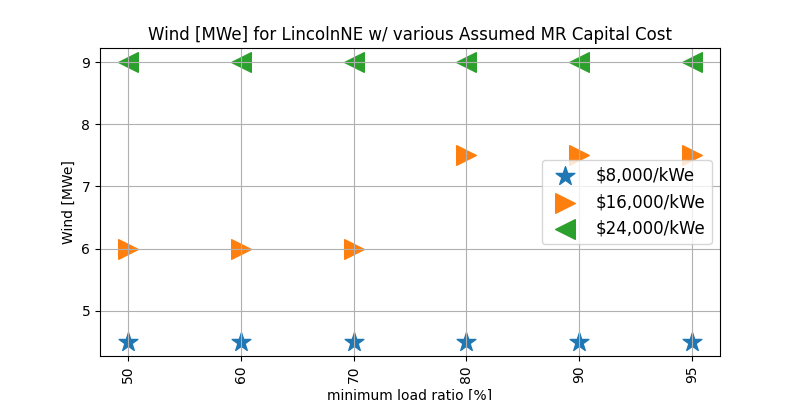 Wind [MWe] for LincolnNE w/ various Assumed MR Capital Cost
Wind [MWe]
9
8
7
6
5
$8,000/kWe
$16,000/kWe
$24,000/kWe
50
60
70
80
90
95
minimum load ratio [%]